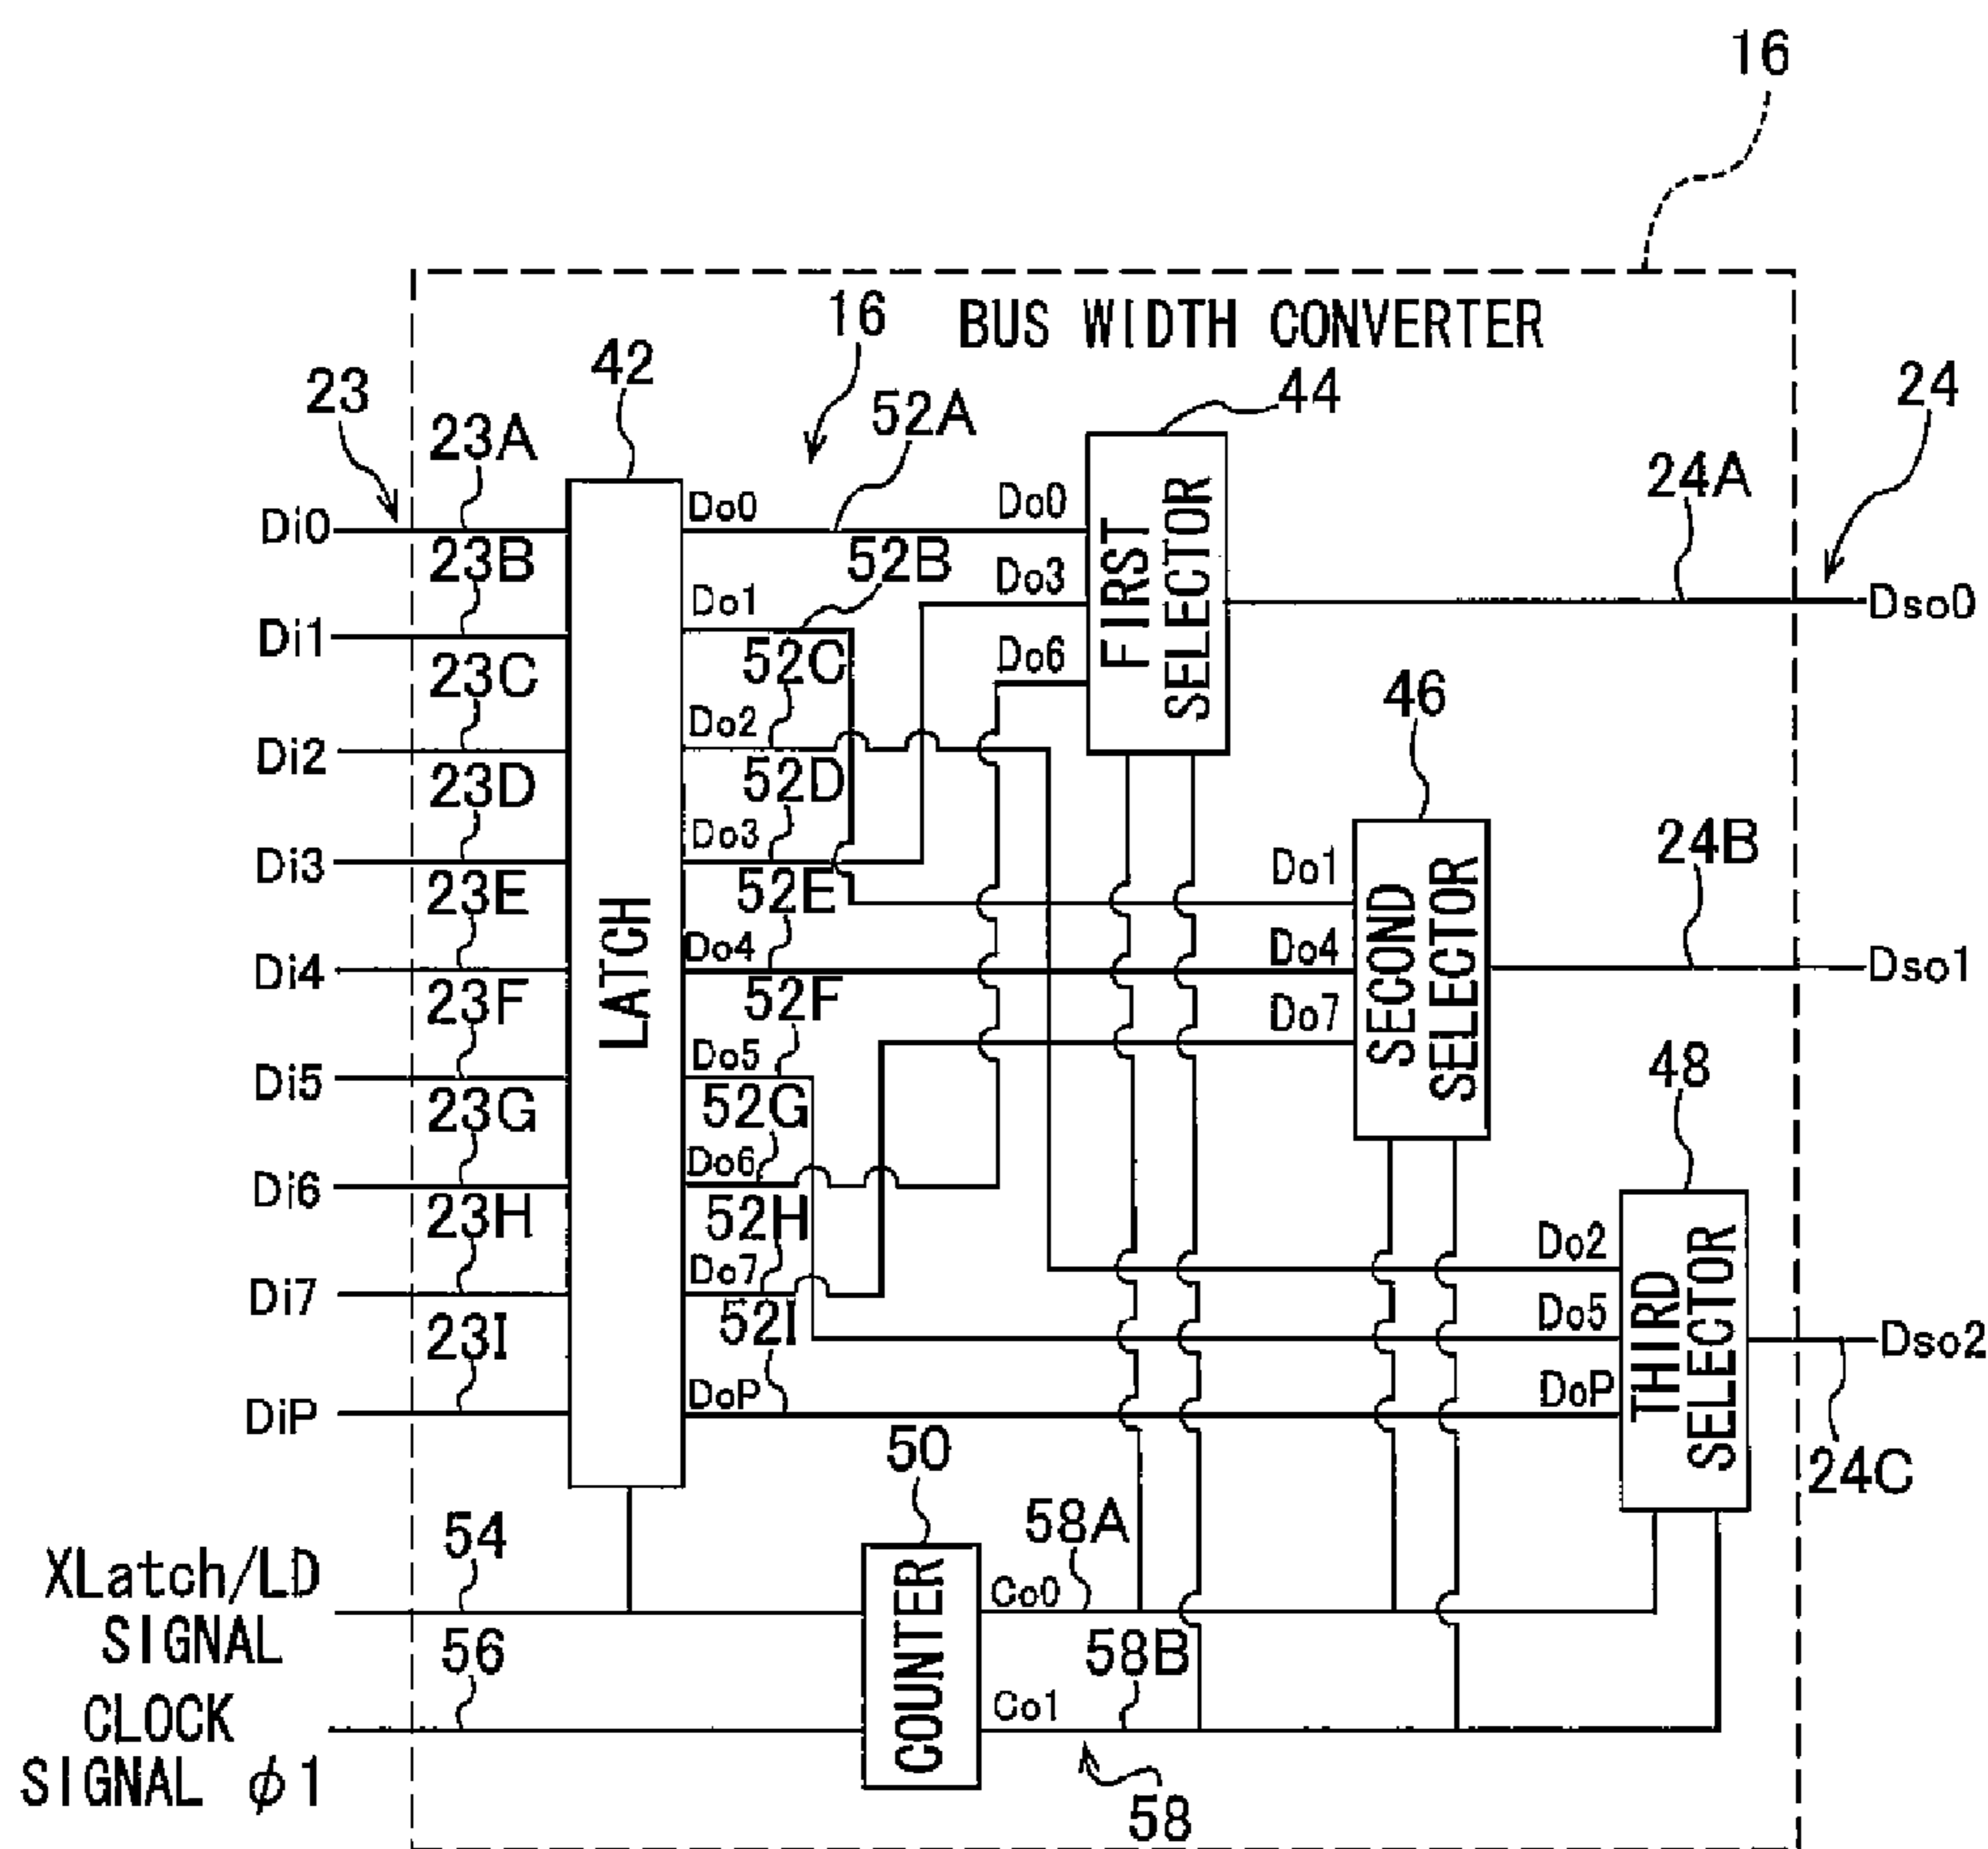 16
BUS WIDTH CONVERTER
16
42
44
24
23
23A
52A
24A
Di0
Do0
Do0
FIRST
SELECTOR
23B
52B
Do3
Dso0
Di1
Do1
23C
52C
Do6
46
Di2
Do2
23D
52D
24B
Di3
Do3
Do1
SECOND
SELECTOR
23E
52E
Di4
LATCH
Do4
Do4
Dso1
23F
52F
Do7
48
Di5
Do5
23G
52G
Di6
Do6
23H
52H
Do2
THIRD
SELECTOR
Di7
Do7
23I
52I
Do5
Dso2
DiP
DoP
DoP
24C
50
54
58A
XLatch/LD
SIGNAL
COUNTER
Co0
56
58B
CLOCK
SIGNAL ϕ1
Co1
58